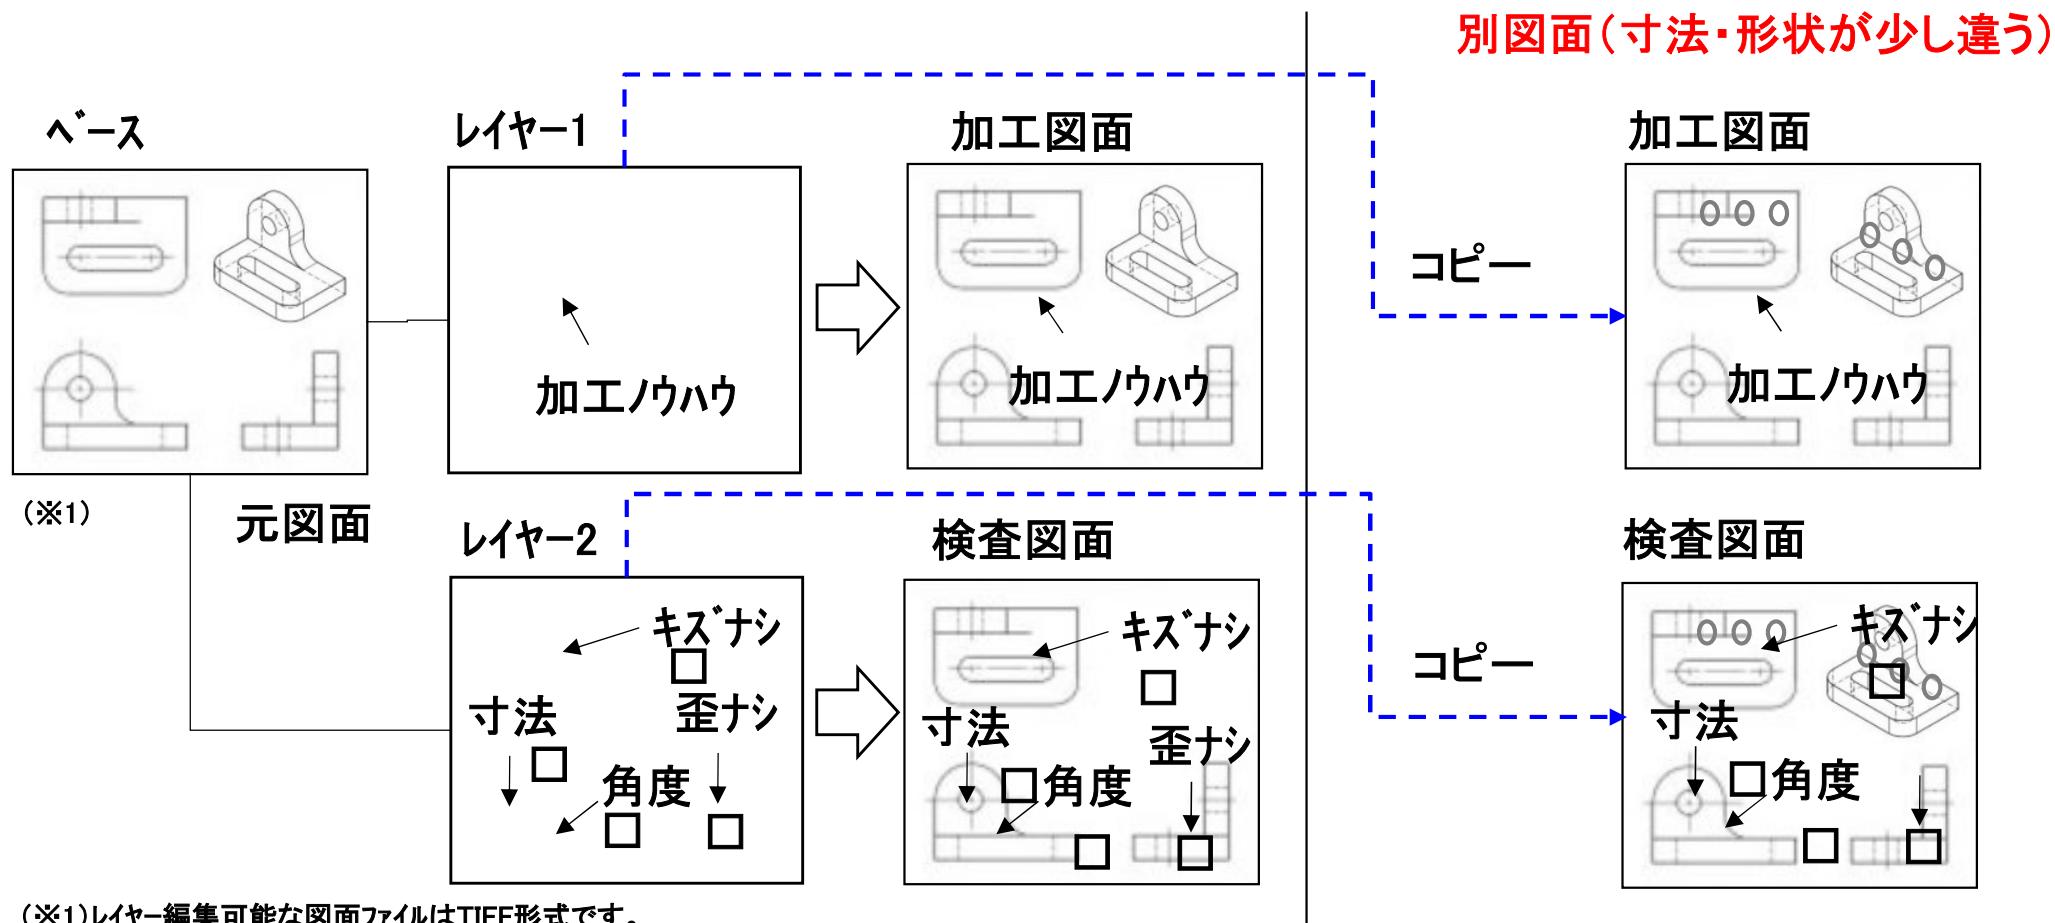 別図面(寸法・形状が少し違う)
ベース
レイヤー1
加工図面
加工図面
コピー
加工ノウハウ
加工ノウハウ
加工ノウハウ
(※1)
元図面
レイヤー2
検査図面
検査図面
キズナシ
キズナシ
キズナシ
コピー
寸法
歪ナシ
寸法
歪ナシ
寸法
角度
角度
角度
(※1)レイヤー編集可能な図面ファイルはTIFF形式です。